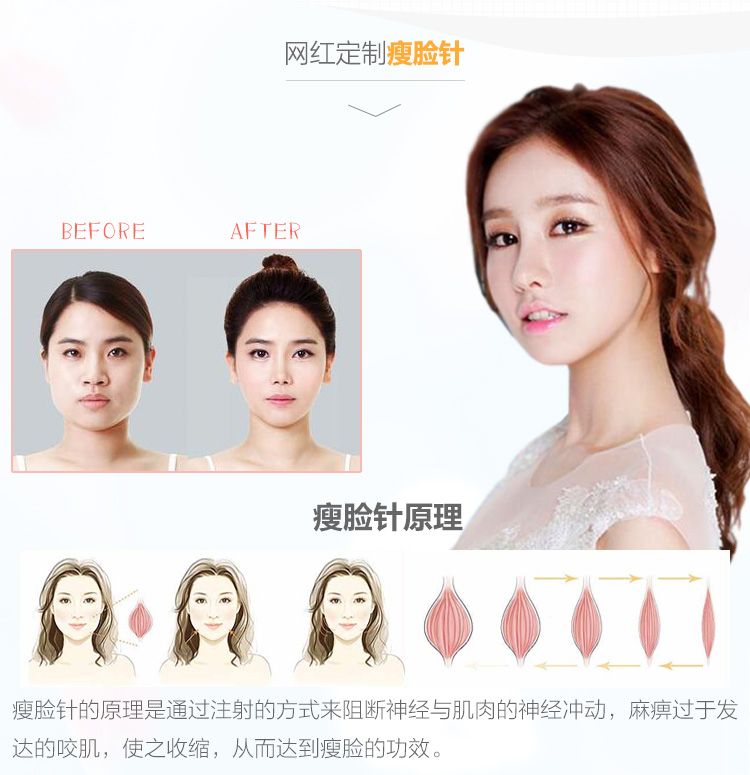 网红定制瘦脸针
BEFORE AFTER
瘦脸针原理
瘦脸针的原理是通过注射的方式来阻断神经与肌肉的神经冲动，麻痹过于发
达的咬肌，使之收缩，从而达到瘦脸的功效。